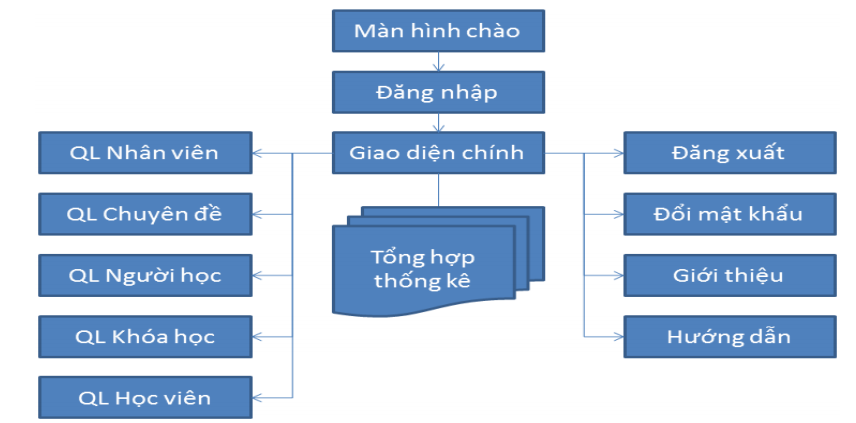 Màn hình chào
Đăng nhập
QL Nhân viên
Giao diện chính
Đăng xuất
QL Chuyên đề
Đổi mật khẩu
Tổng hợp
thống kê
QL Người học
Giới thiệu
QL Khóa học
Hướng dẫn
QL Học viên